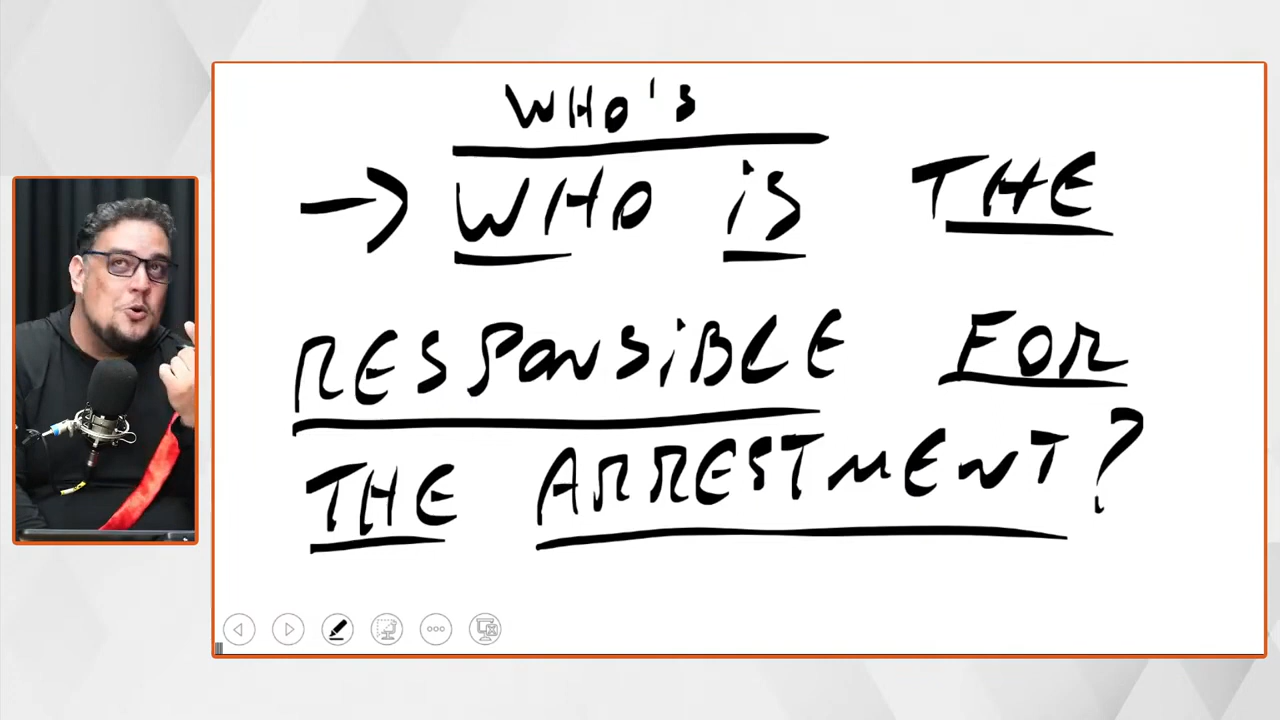 WHO'S
→ WHO iS THE
RESPONSiBLE FOR
THE ARRESTMENT?